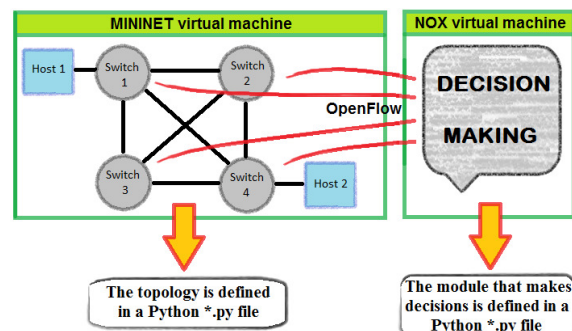 MININET virtual machine
NOX virtual machine
Host 1
Switch
1
Switch
2
OpenFlow
DECISION
MAKING
Switch
3
Switch
4
Host 2
The topology is defined
in a Python *.py file
The module that makes
decisions is defined in a
Python *.py file